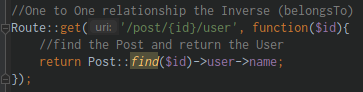 //One to One relationship the Inverse (belongsTo)
Route::get( uri: '/post/{id}/user', function($id){
//find the Post and return the User
return Post::find($id)->user->name;
});